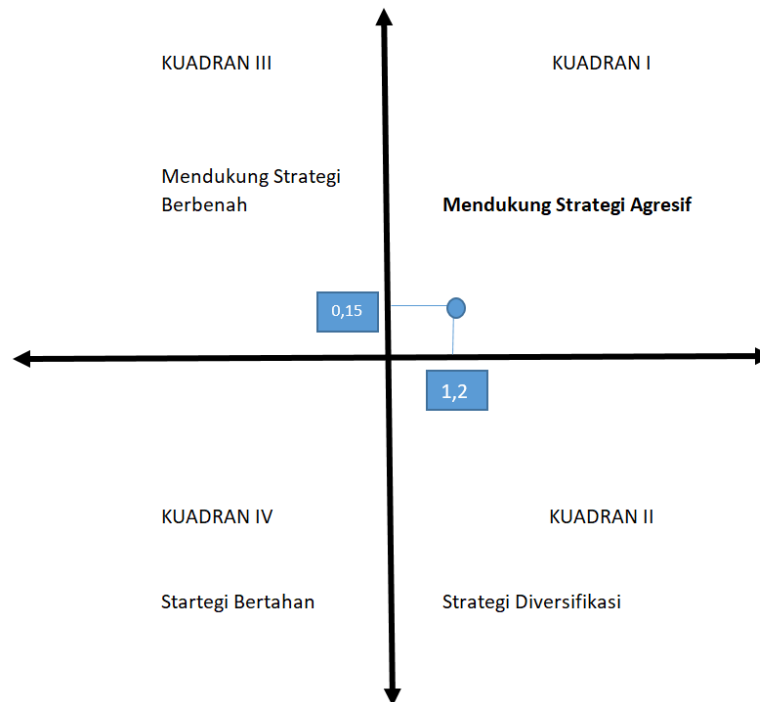 KUADRAN III
KUADRAN I
Mendukung Strategi
Berbenah
Mendukung Strategi Agresif
0,15
1,2
KUADRAN IV
KUADRAN II
Startegi Bertahan
Strategi Diversifikasi